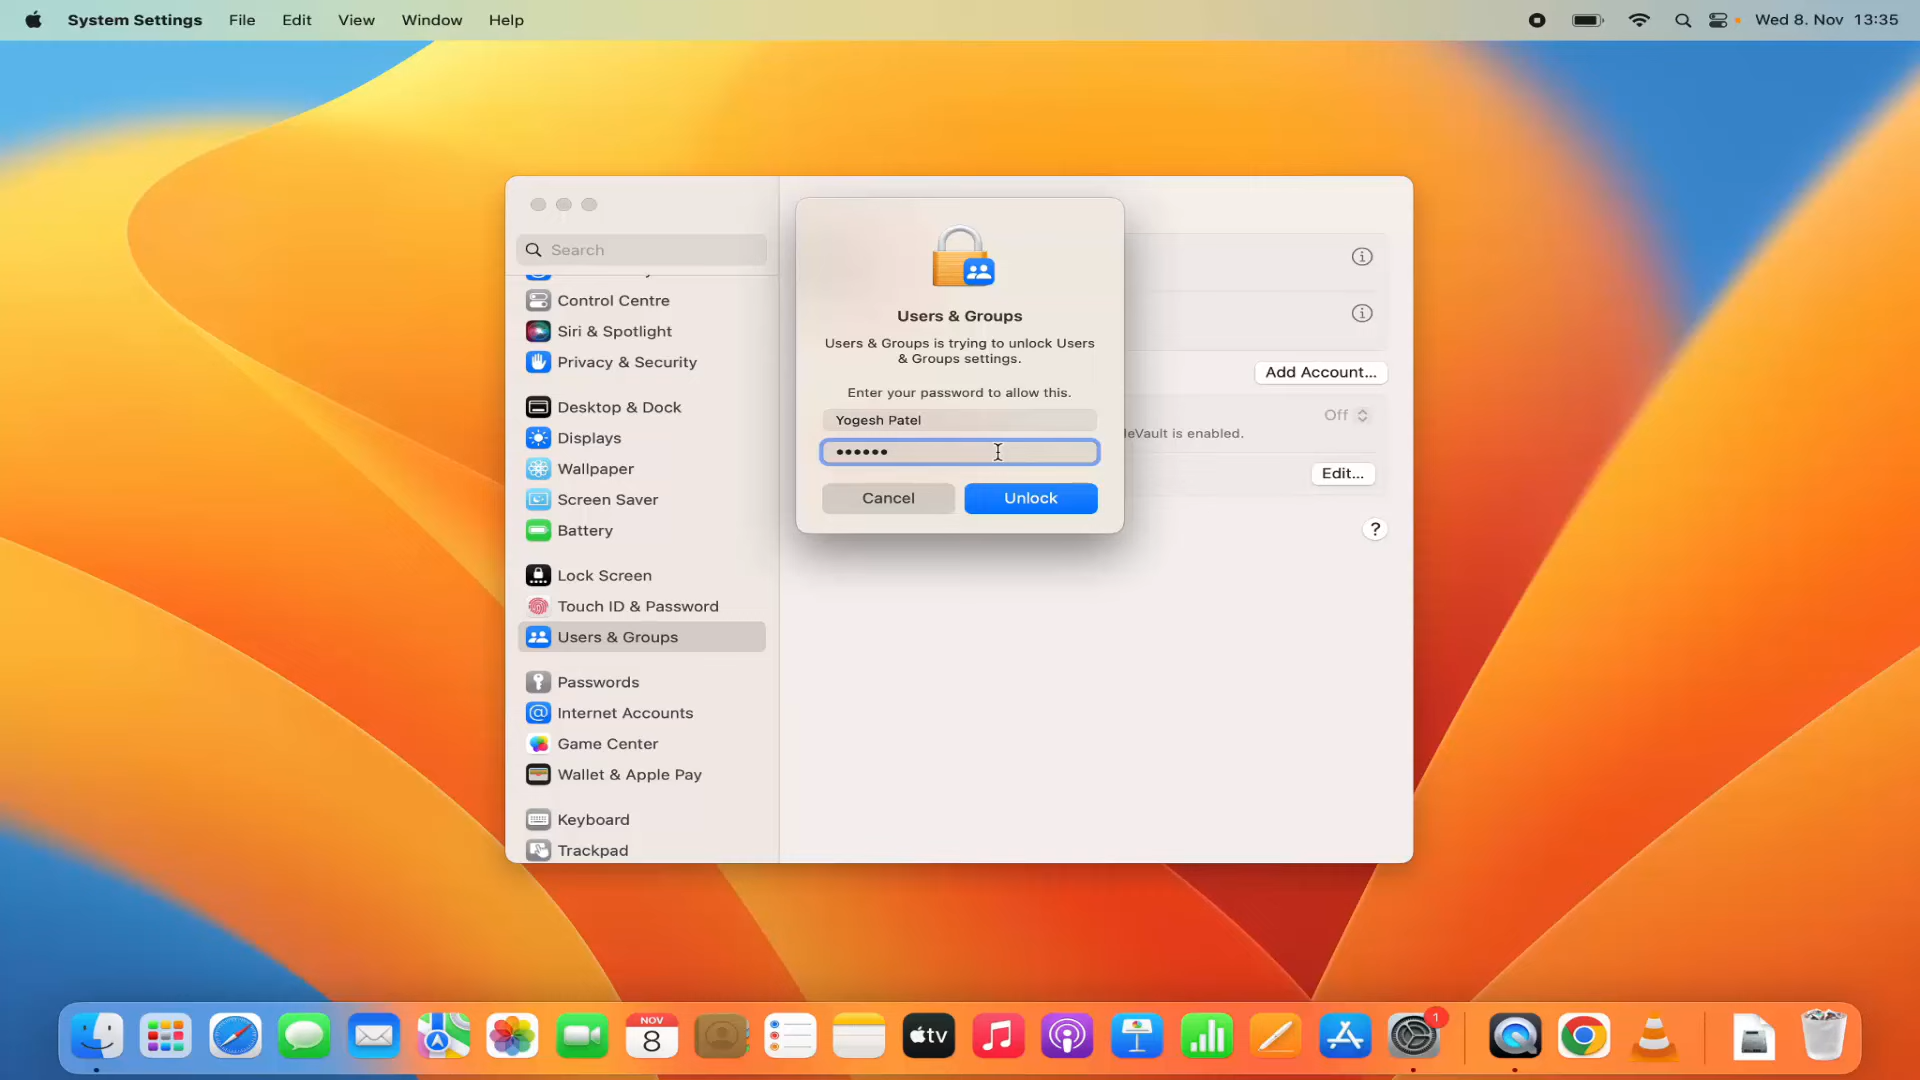 System Settings File Edit View Window Help Wed 8. Nov 13:35
Search
Control Centre
Siri & Spotlight
Privacy & Security
Desktop & Dock
Displays
Wallpaper
Screen Saver
Battery
Lock Screen
Touch ID & Password
Users & Groups
Passwords
Internet Accounts
Game Center
Wallet & Apple Pay
Keyboard
Trackpad
Users & Groups
Users & Groups is trying to unlock Users
& Groups settings.
Enter your password to allow this.
Yogesh Patel
••••••
Cancel Unlock
Add Account...
Off
is enabled.
Edit...
?
NOV
8
tv
1